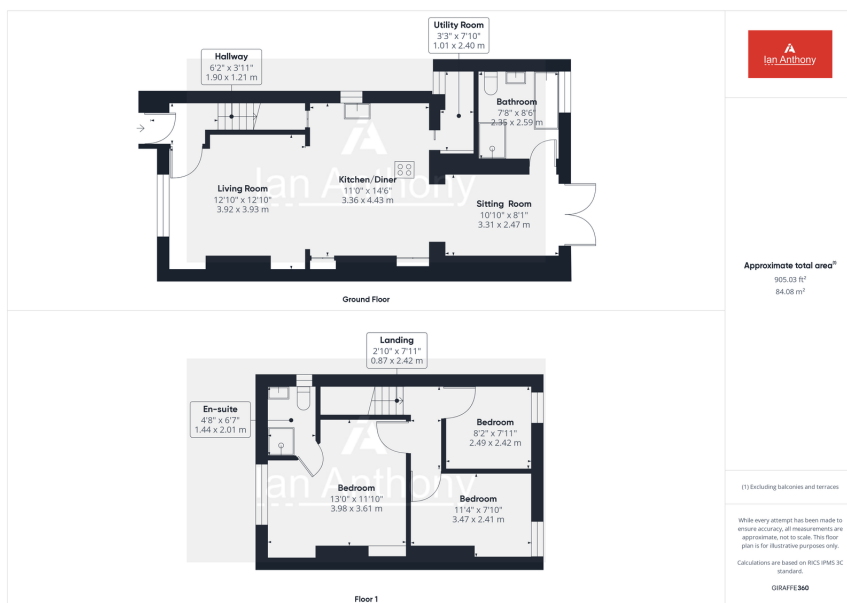 Utility Room
3'3" x 7'10"
1.01 x 2.40 m
Hallway
6'2" x 3'11"
1.90 x 1.21 m
Bathroom
7'8" x 8'6"
2.35 x 2.59 m
Kitchen/Diner
11'0" x 14'6"
3.36 x 4.43 m
Living Room
12'10" x 12'10"
3.92 x 3.93 m
Sitting Room
10'10" x 8'1"
3.31 x 2.47 m
Ian Anthony
Ground Floor
Landing
2'10" x 7'11"
0.87 x 2.42 m
En-suite
4'8" x 6'7"
1.44 x 2.01 m
Bedroom
8'2" x 7'11"
2.49 x 2.42 m
Bedroom
13'0" x 11'10"
3.98 x 3.61 m
Bedroom
11'4" x 7'10"
3.47 x 2.41 m
Ian Anthony
Floor 1
Ian Anthony
Approximate total area⁽¹⁾
905.03 ft²
84.08 m²
(1) Excluding balconies and terraces
While every attempt has been made to
ensure accuracy, all measurements are
approximate, not to scale. This floor
plan is for illustrative purposes only.
Calculations are based on RICS IPMS 3C
standard.
GIRAFFE360